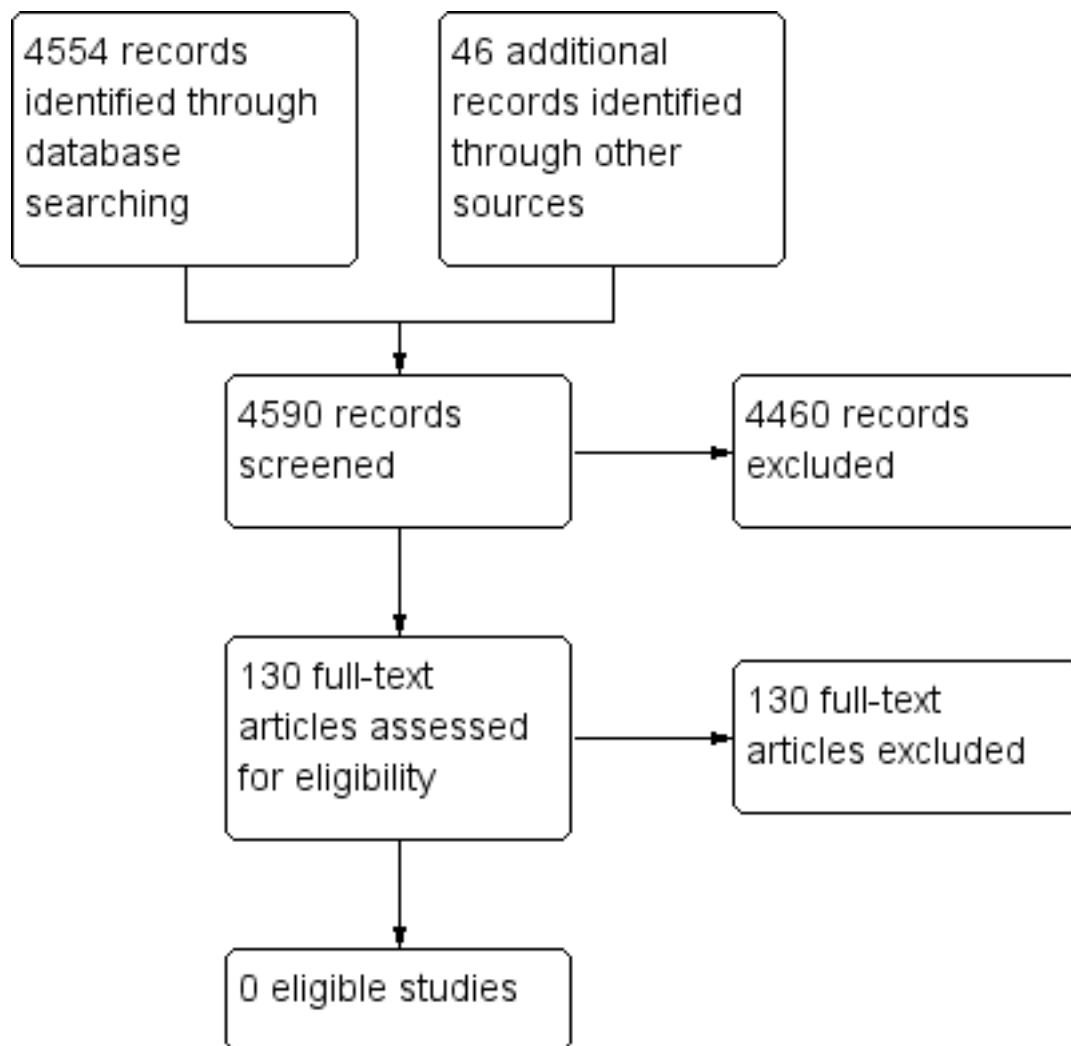 4554 records
identified through
database
searching
46 additional
records identified
through other
sources
4590 records
screened
4460 records
excluded
130 full-text
articles assessed
for eligibility
130 full-text
articles excluded
0 eligible studies